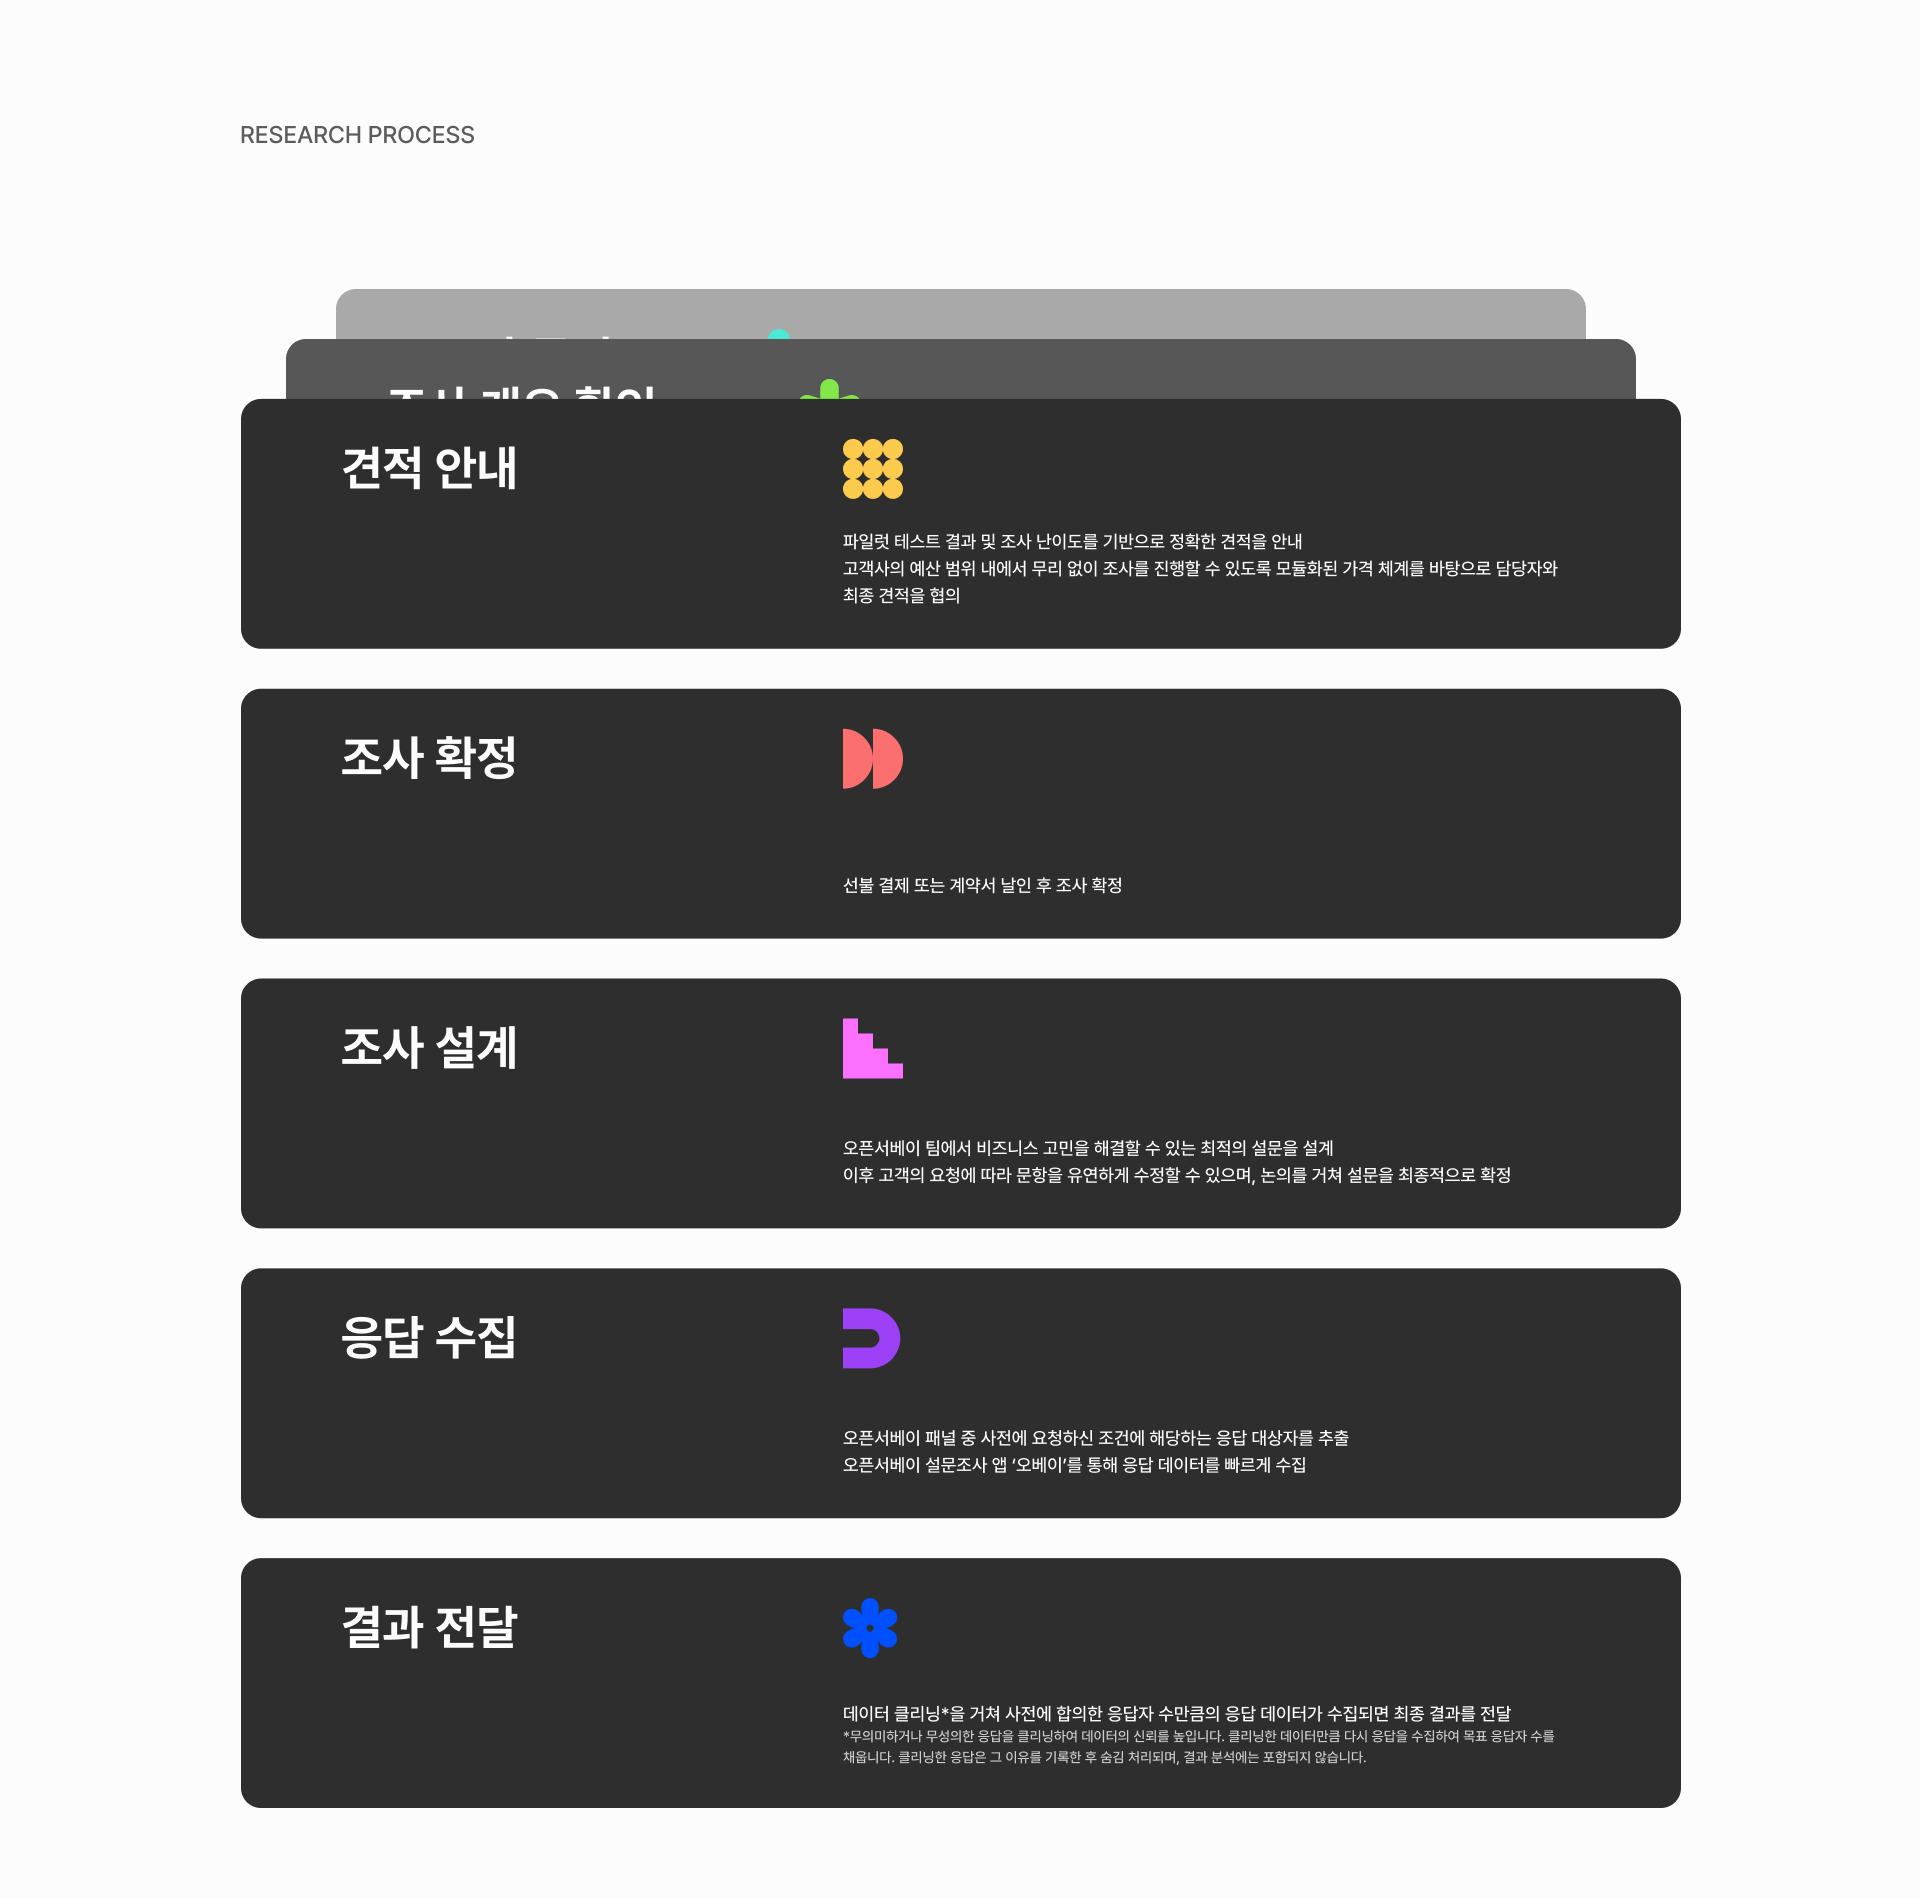 RESEARCH PROCESS
조사 개요 협의
견적 안내
파일럿 테스트 결과 및 조사 난이도를 기반으로 정확한 견적을 안내
고객사의 예산 범위 내에서 무리 없이 조사를 진행할 수 있도록 모듈화된 가격 체계를 바탕으로 담당자와
최종 견적을 협의
조사 확정
선불 결제 또는 계약서 날인 후 조사 확정
조사 설계
오픈서베이 팀에서 비즈니스 고민을 해결할 수 있는 최적의 설문을 설계
이후 고객의 요청에 따라 문항을 유연하게 수정할 수 있으며, 논의를 거쳐 설문을 최종적으로 확정
응답 수집
오픈서베이 패널 중 사전에 요청하신 조건에 해당하는 응답 대상자를 추출
오픈서베이 설문조사 앱 ‘오베이’를 통해 응답 데이터를 빠르게 수집
결과 전달
데이터 클리닝*을 거쳐 사전에 합의한 응답자 수만큼의 응답 데이터가 수집되면 최종 결과를 전달
*무의미하거나 무성의한 응답을 클리닝하여 데이터의 신뢰를 높입니다. 클리닝한 데이터만큼 다시 응답을 수집하여 목표 응답자 수를
채웁니다. 클리닝한 응답은 그 이유를 기록한 후 숨김 처리되며, 결과 분석에는 포함되지 않습니다.